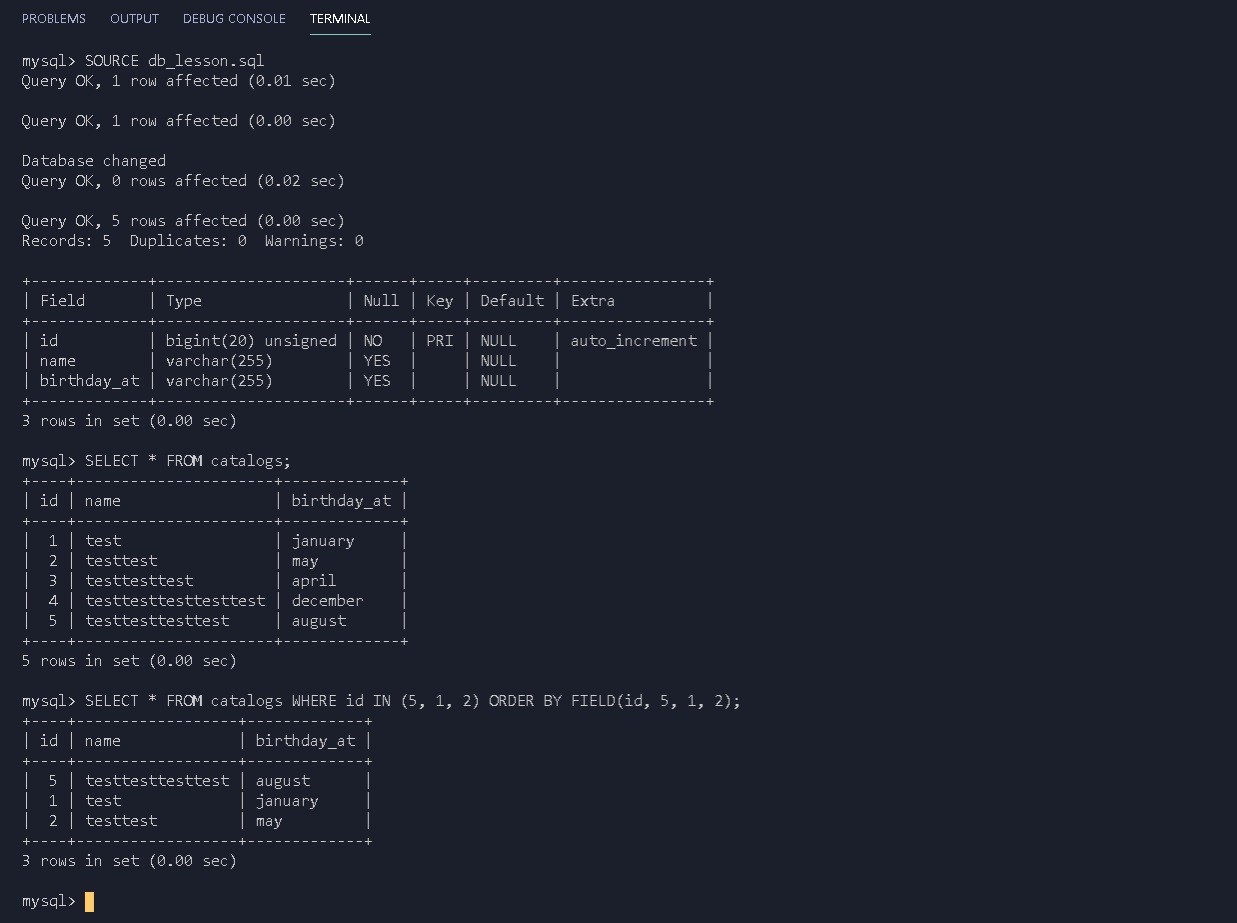 PROBLEMS OUTPUT DEBUG CONSOLE TERMINAL
mysql> SOURCE db_lesson.sql
Query OK, 1 row affected (0.01 sec)
Query OK, 1 row affected (0.00 sec)
Database changed
Query OK, 0 rows affected (0.02 sec)
Query OK, 5 rows affected (0.00 sec)
Records: 5  Duplicates: 0  Warnings: 0
+-------------+---------------------+------+-----+---------+----------------+
| Field       | Type                | Null | Key | Default | Extra          |
+-------------+---------------------+------+-----+---------+----------------+
| id          | bigint(20) unsigned | NO   | PRI | NULL    | auto_increment |
| name        | varchar(255)        | YES  |     | NULL    |                |
| birthday_at | varchar(255)        | YES  |     | NULL    |                |
+-------------+---------------------+------+-----+---------+----------------+
3 rows in set (0.00 sec)
mysql> SELECT * FROM catalogs;
+----+----------------------+-------------+
| id | name                 | birthday_at |
+----+----------------------+-------------+
|  1 | test                 | january     |
|  2 | testtest             | may         |
|  3 | testtesttest         | april       |
|  4 | testtesttesttesttest | december    |
|  5 | testtesttesttest     | august      |
+----+----------------------+-------------+
5 rows in set (0.00 sec)
mysql> SELECT * FROM catalogs WHERE id IN (5, 1, 2) ORDER BY FIELD(id, 5, 1, 2);
+----+------------------+-------------+
| id | name             | birthday_at |
+----+------------------+-------------+
|  5 | testtesttesttest | august      |
|  1 | test             | january     |
|  2 | testtest         | may         |
+----+------------------+-------------+
3 rows in set (0.00 sec)
mysql>